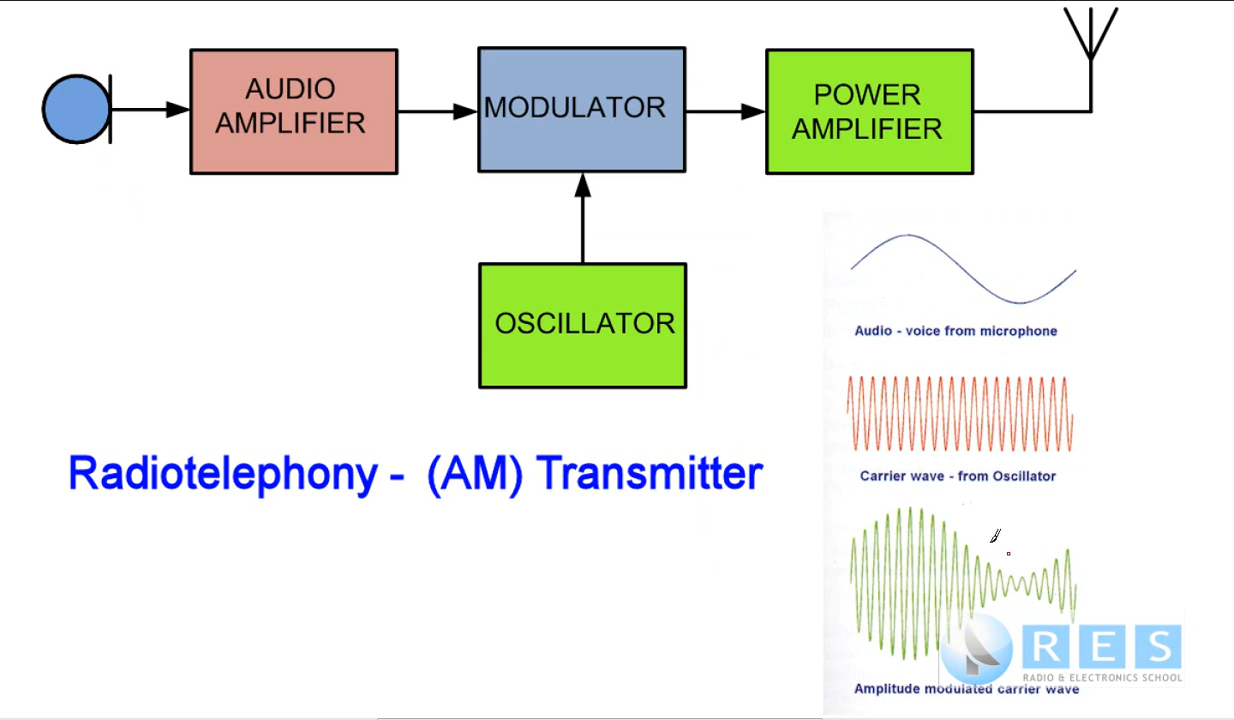 AUDIO
AMPLIFIER
MODULATOR
POWER
AMPLIFIER
OSCILLATOR
Audio - voice from microphone
Carrier wave - from Oscillator
Radiotelephony - (AM) Transmitter
RES
RADIO & ELECTRONICS SCHOOL
Amplitude modulated carrier wave